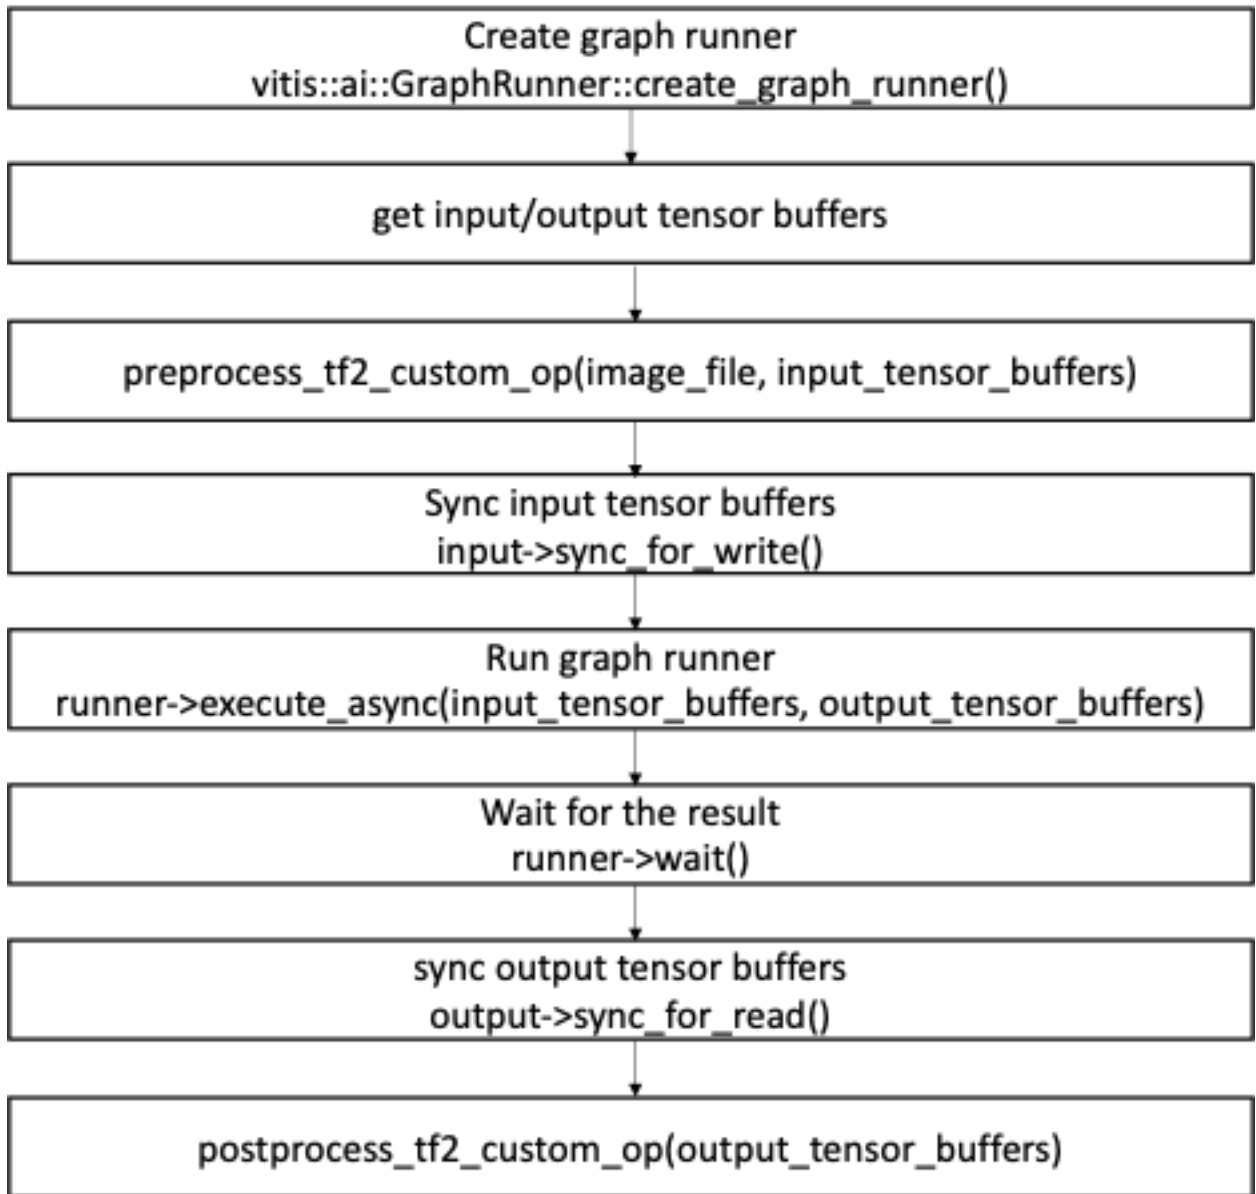 Create graph runner
vitis::ai::GraphRunner::create_graph_runner()
get input/output tensor buffers
preprocess_tf2_custom_op(image_file, input_tensor_buffers)
Sync input tensor buffers
input->sync_for_write()
Run graph runner
runner->execute_async(input_tensor_buffers, output_tensor_buffers)
Wait for the result
runner->wait()
sync output tensor buffers
output->sync_for_read()
postprocess_tf2_custom_op(output_tensor_buffers)